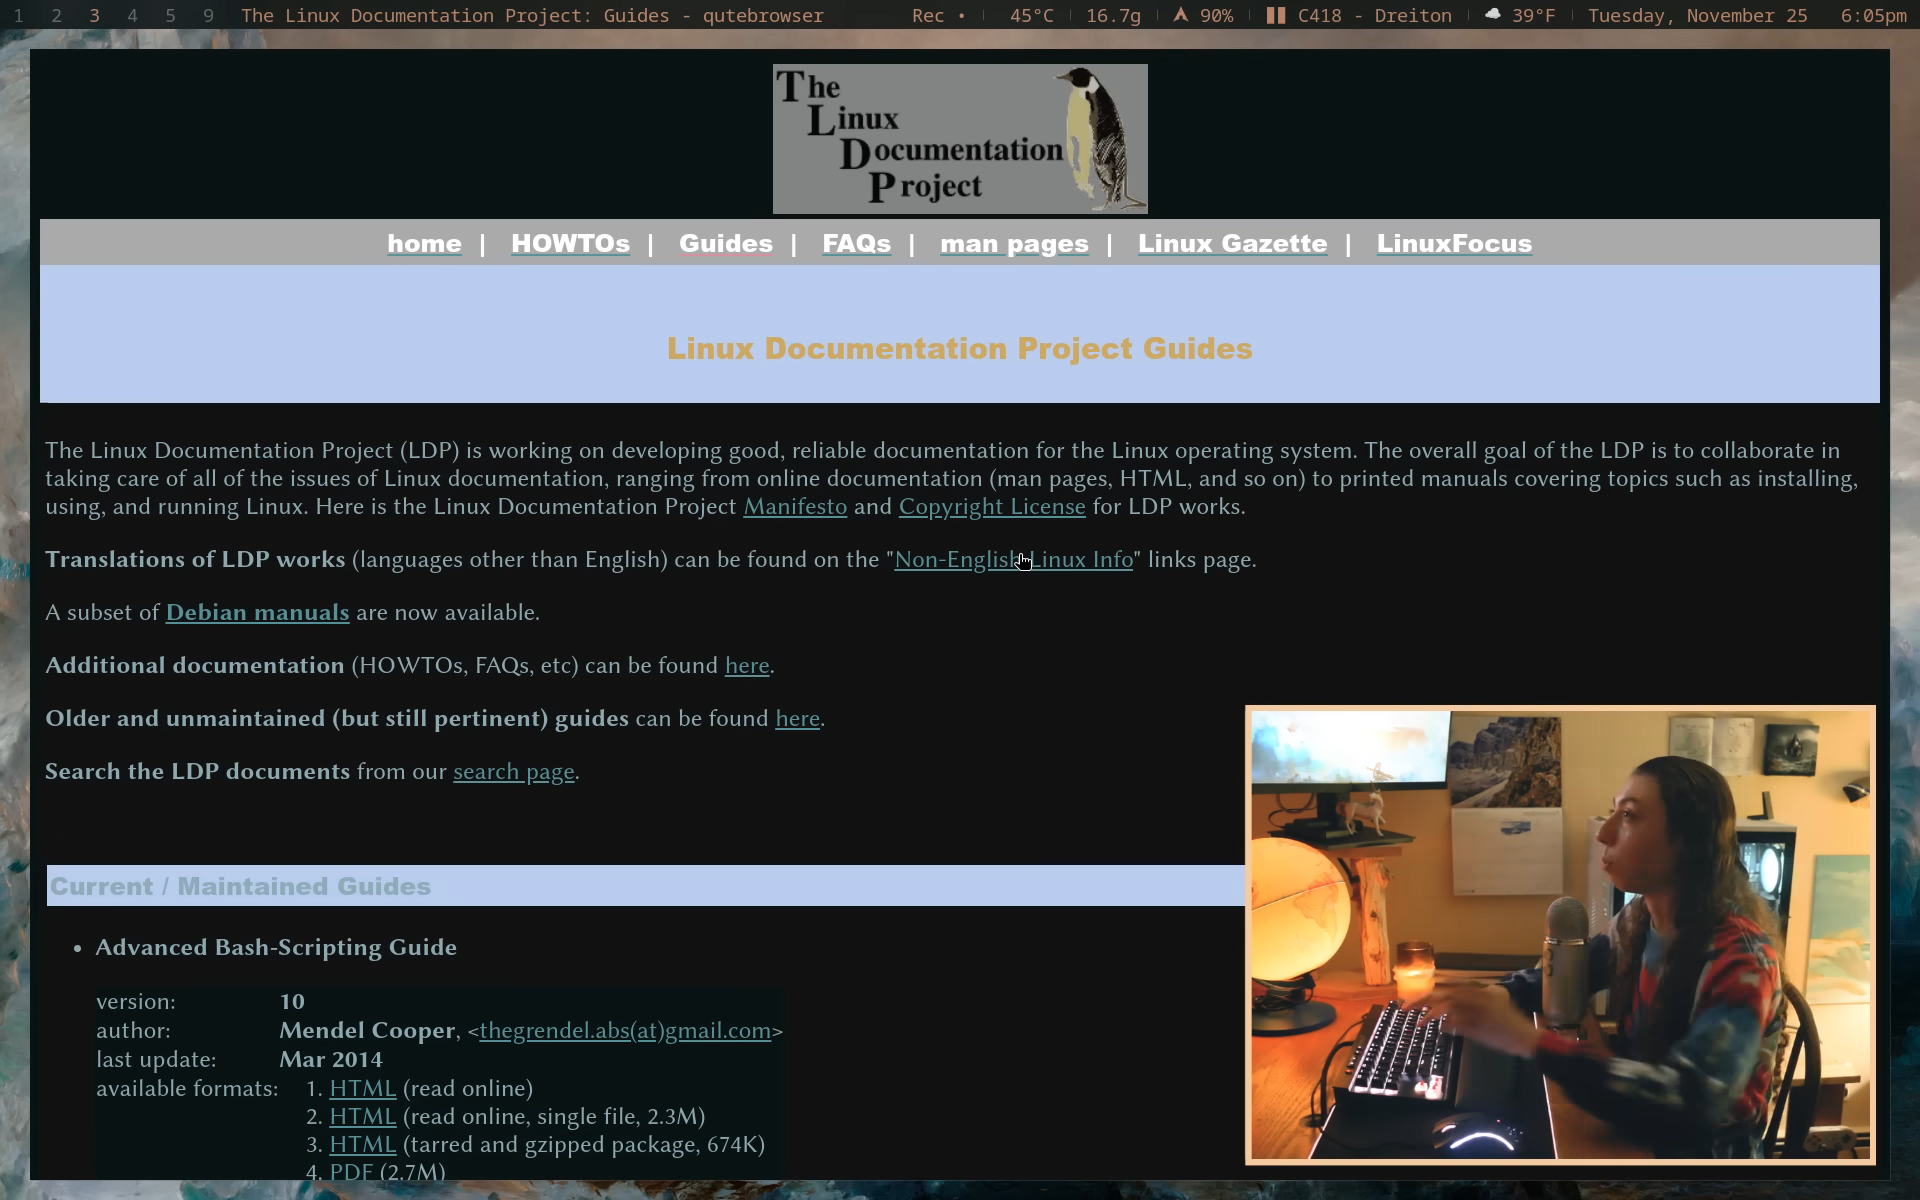 1 2 3 4 5 9 The Linux Documentation Project: Guides - qutebrowser Rec • 45°C 16.7g 90% C418 - Dreiton 39°F Tuesday, November 25 6:05pm
The
Linux
Documentation
Project
home | HOWTOs | Guides | FAQs | man pages | Linux Gazette | LinuxFocus
Linux Documentation Project Guides
The Linux Documentation Project (LDP) is working on developing good, reliable documentation for the Linux operating system. The overall goal of the LDP is to collaborate in
taking care of all of the issues of Linux documentation, ranging from online documentation (man pages, HTML, and so on) to printed manuals covering topics such as installing,
using, and running Linux. Here is the Linux Documentation Project Manifesto and Copyright License for LDP works.
Translations of LDP works (languages other than English) can be found on the "Non-English Linux Info" links page.
A subset of Debian manuals are now available.
Additional documentation (HOWTOs, FAQs, etc) can be found here.
Older and unmaintained (but still pertinent) guides can be found here.
Search the LDP documents from our search page.
Current / Maintained Guides
• Advanced Bash-Scripting Guide
version: 10
author: Mendel Cooper, <thegrendel.abs(at)gmail.com>
last update: Mar 2014
available formats: 1. HTML (read online)
2. HTML (read online, single file, 2.3M)
3. HTML (tarred and gzipped package, 674K)
4. PDF (2.7M)